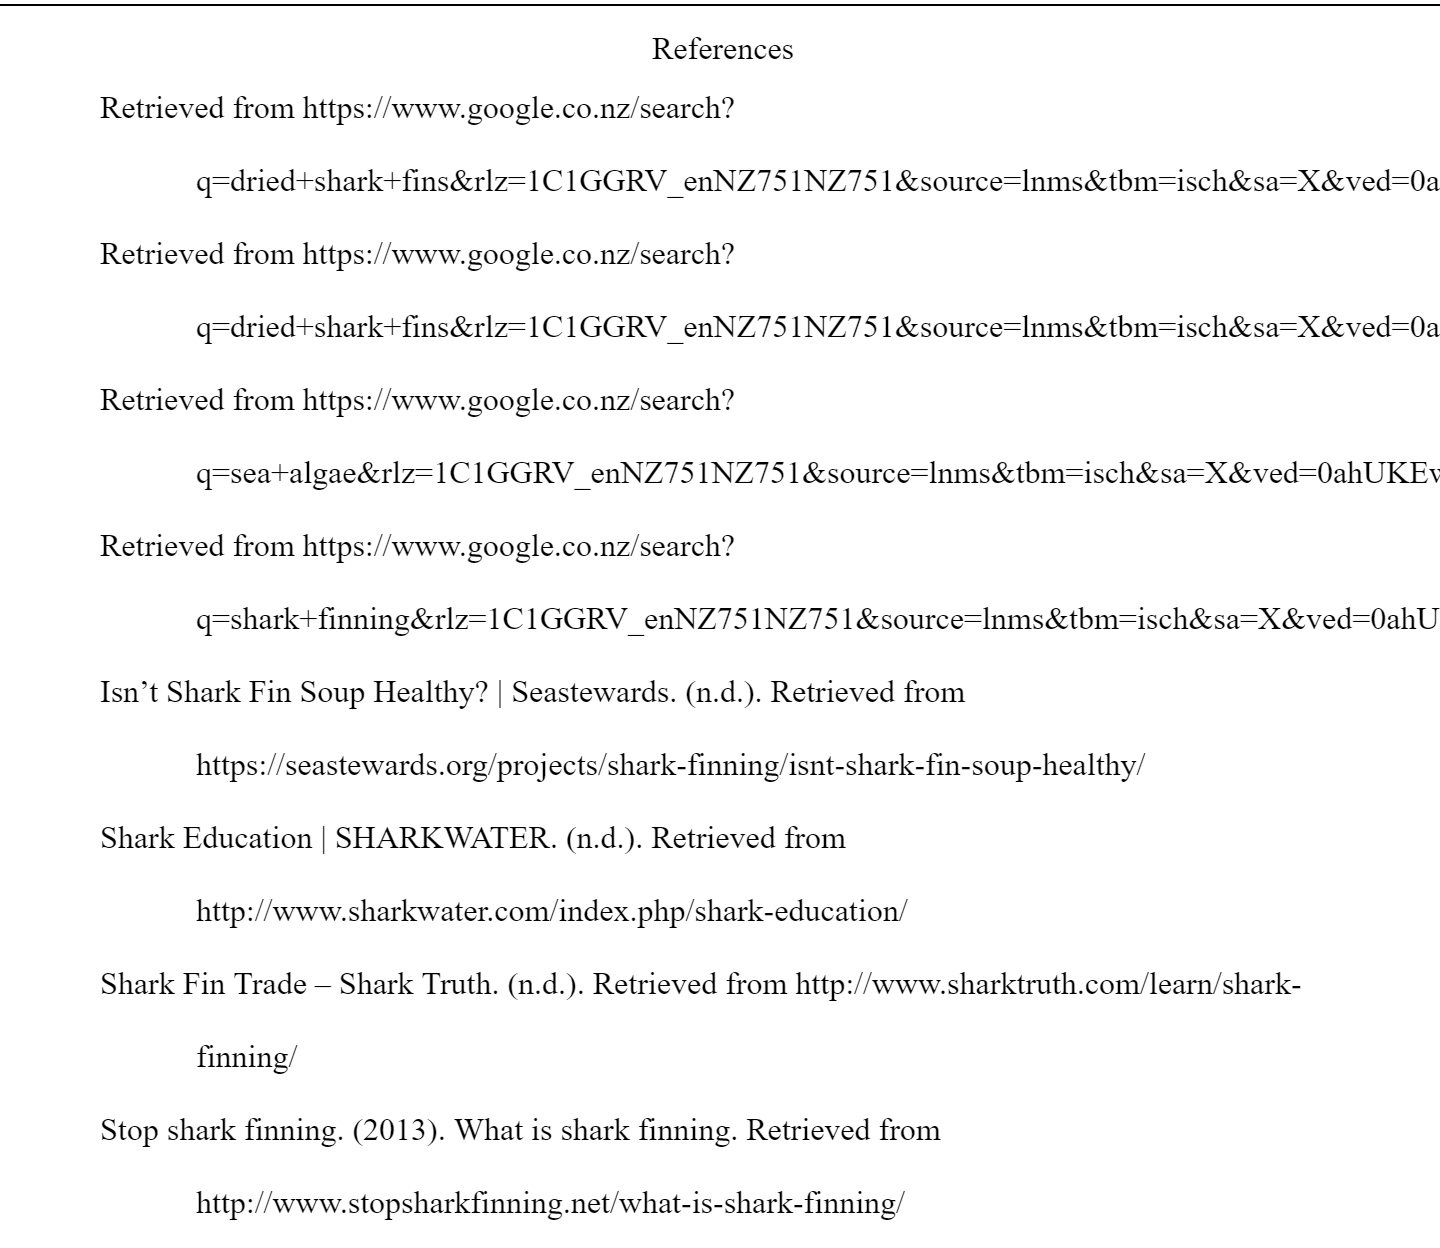 References
Retrieved from https://www.google.co.nz/search?
q=dried+shark+fins&rlz=1C1GGRV_enNZ751NZ751&source=lnms&tbm=isch&sa=X&ved=0a
Retrieved from https://www.google.co.nz/search?
q=dried+shark+fins&rlz=1C1GGRV_enNZ751NZ751&source=lnms&tbm=isch&sa=X&ved=0a
Retrieved from https://www.google.co.nz/search?
q=sea+algae&rlz=1C1GGRV_enNZ751NZ751&source=lnms&tbm=isch&sa=X&ved=0ahUKEv
Retrieved from https://www.google.co.nz/search?
q=shark+finning&rlz=1C1GGRV_enNZ751NZ751&source=lnms&tbm=isch&sa=X&ved=0ahU
Isn’t Shark Fin Soup Healthy? | Seastewards. (n.d.). Retrieved from
https://seastewards.org/projects/shark-finning/isnt-shark-fin-soup-healthy/
Shark Education | SHARKWATER. (n.d.). Retrieved from
http://www.sharkwater.com/index.php/shark-education/
Shark Fin Trade – Shark Truth. (n.d.). Retrieved from http://www.sharktruth.com/learn/shark-
finning/
Stop shark finning. (2013). What is shark finning. Retrieved from
http://www.stopsharkfinning.net/what-is-shark-finning/